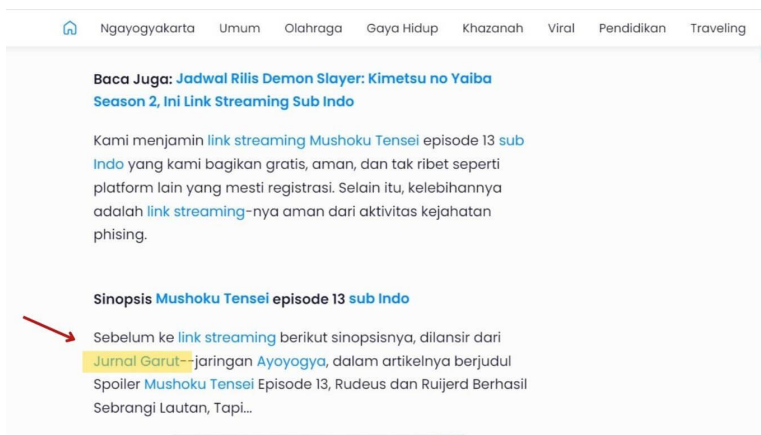 Ngayogyakarta Umum Olahraga Gaya Hidup Khazanah Viral Pendidikan Traveling
Baca Juga: Jadwal Rilis Demon Slayer: Kimetsu no Yaiba
Season 2, Ini Link Streaming Sub Indo
Kami menjamin link streaming Mushoku Tensei episode 13 sub
Indo yang kami bagikan gratis, aman, dan tak ribet seperti
platform lain yang mesti registrasi. Selain itu, kelebihannya
adalah link streaming-nya aman dari aktivitas kejahatan
phising.
Sinopsis Mushoku Tensei episode 13 sub Indo
Sebelum ke link streaming berikut sinopsisnya, dilansir dari
Jurnal Garut--jaringan Ayoyogya, dalam artikelnya berjudul
Spoiler Mushoku Tensei Episode 13, Rudeus dan Ruijerd Berhasil
Sebrangi Lautan, Tapi...